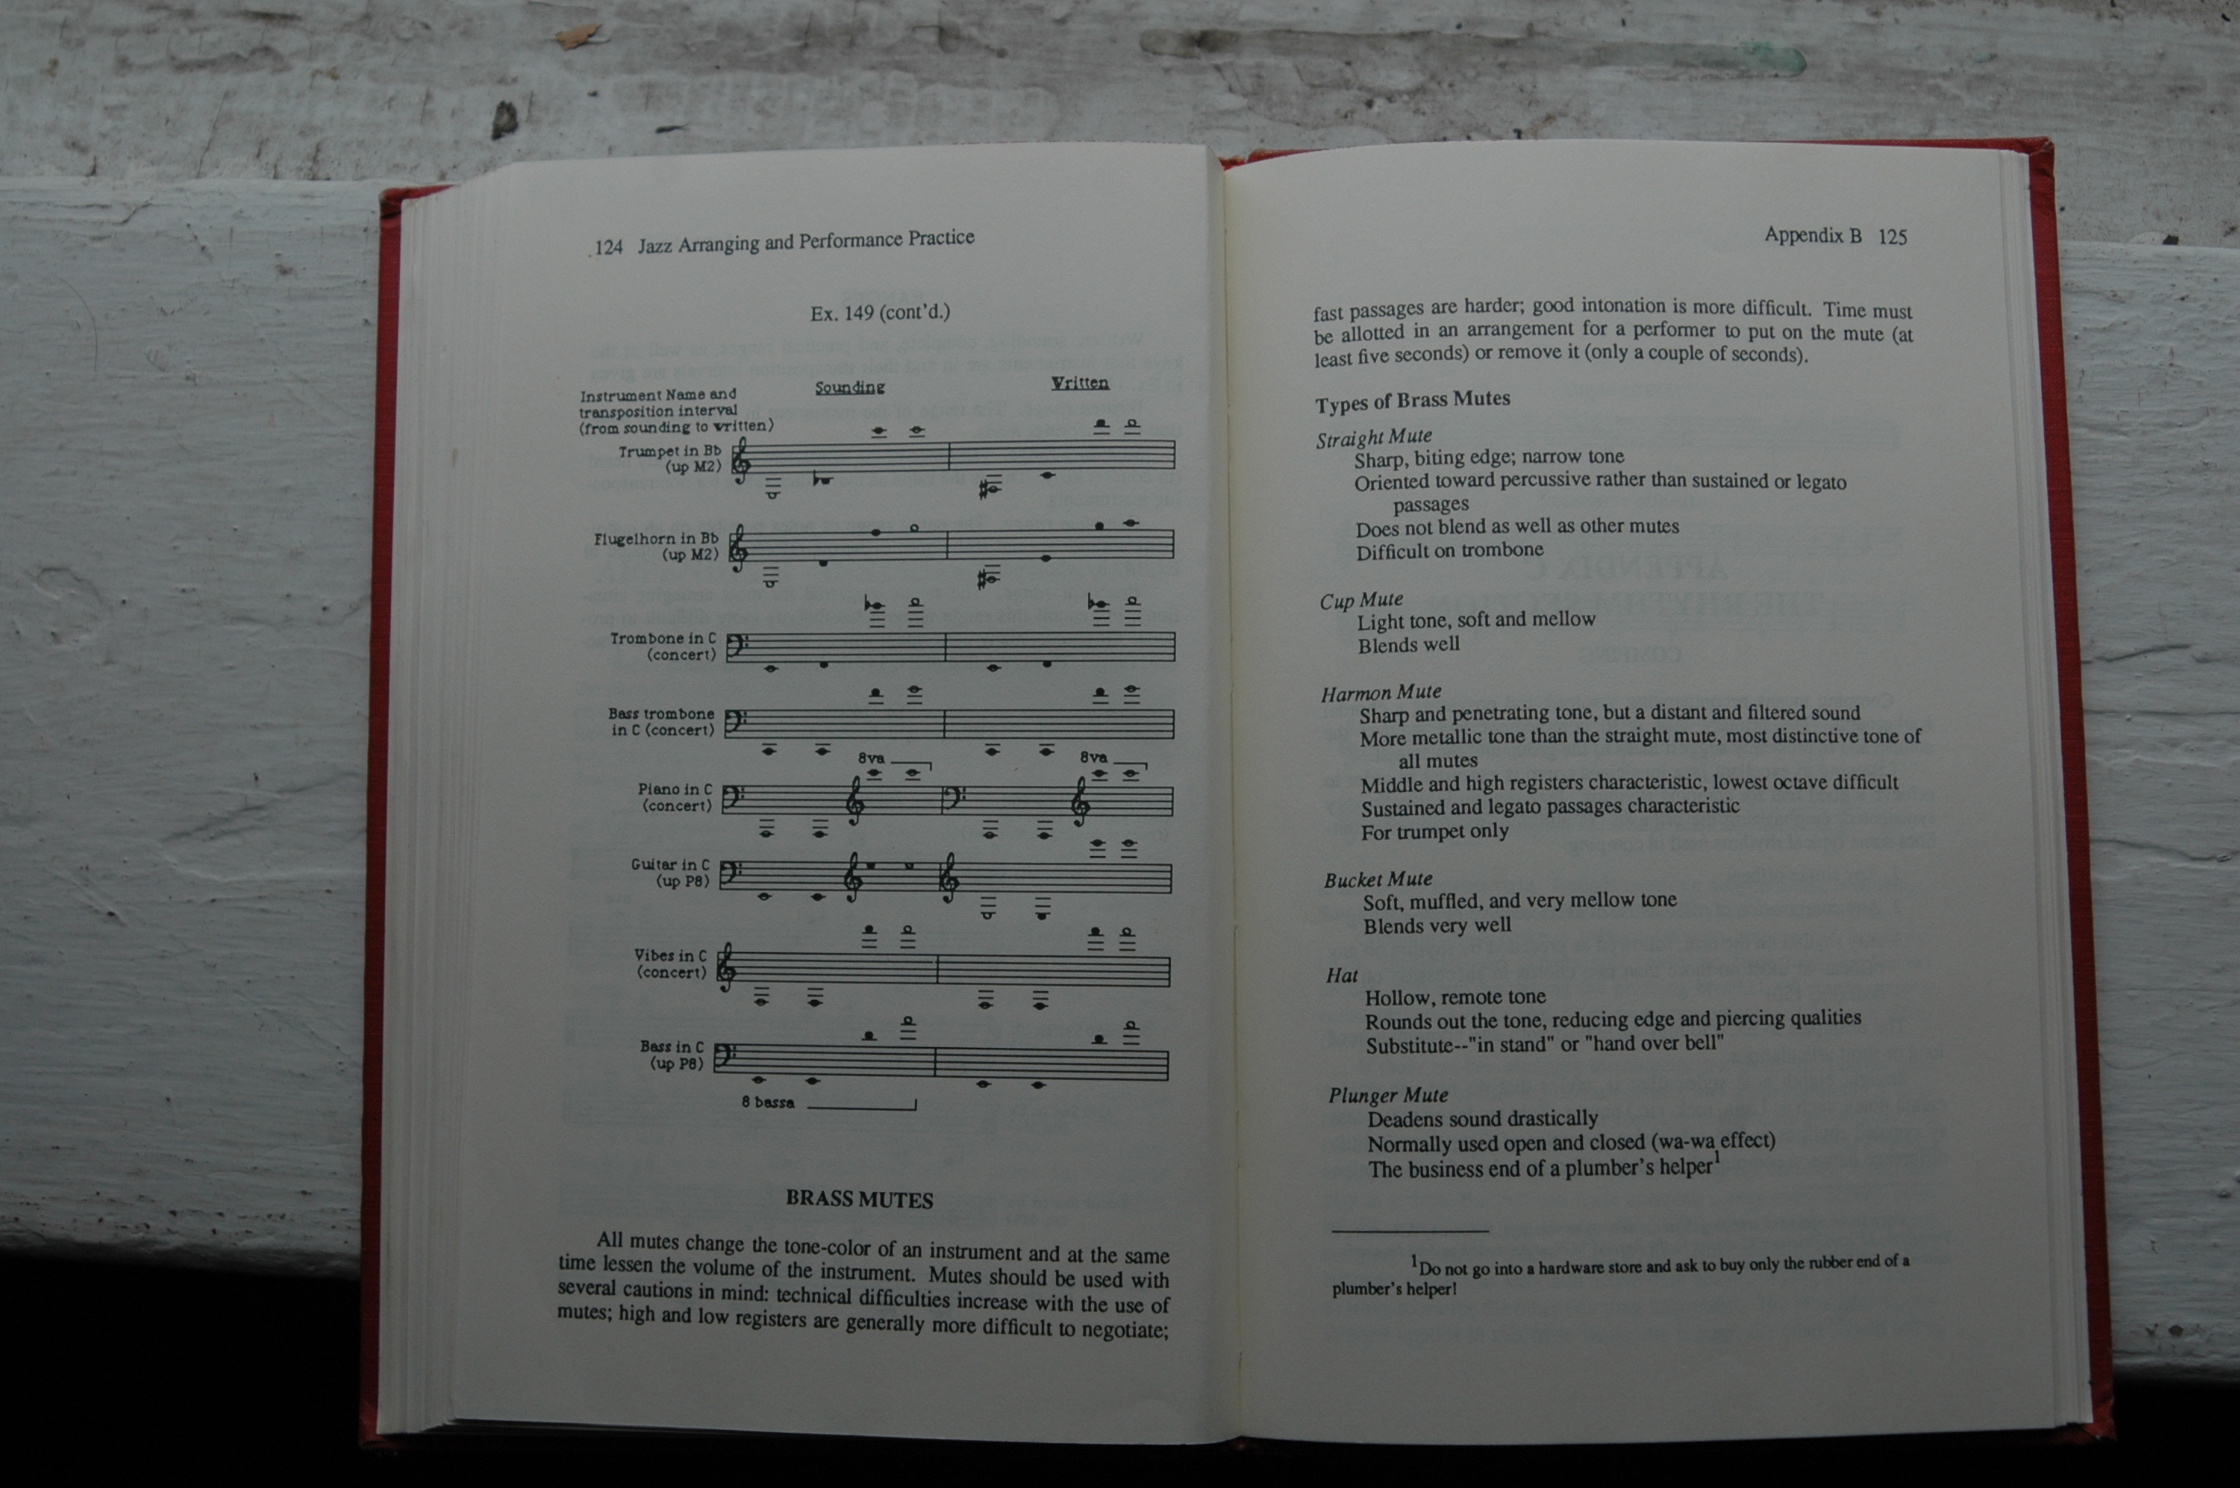 124 Jazz Arranging and Performance Practice
Ex. 149 (cont'd.)
Instrument Name and
transposition interval
(from sounding to written)
Sounding
Written
Trumpet in Bb
(up M2)
Flugelhorn in Bb
(up M2)
Trombone in C
(concert)
Bass trombone
in C (concert)
8va
8va
Piano in C
(concert)
Guitar in C
(up P8)
Vibes in C
(concert)
Bass in C
(up P8)
8 bassa
BRASS MUTES
All mutes change the tone-color of an instrument and at the same
time lessen the volume of the instrument. Mutes should be used with
several cautions in mind: technical difficulties increase with the use of
mutes; high and low registers are generally more difficult to negotiate;
Appendix B 125
fast passages are harder; good intonation is more difficult. Time must
be allotted in an arrangement for a performer to put on the mute (at
least five seconds) or remove it (only a couple of seconds).
Types of Brass Mutes
Straight Mute
Sharp, biting edge; narrow tone
Oriented toward percussive rather than sustained or legato
passages
Does not blend as well as other mutes
Difficult on trombone
Cup Mute
Light tone, soft and mellow
Blends well
Harmon Mute
Sharp and penetrating tone, but a distant and filtered sound
More metallic tone than the straight mute, most distinctive tone of
all mutes
Middle and high registers characteristic, lowest octave difficult
Sustained and legato passages characteristic
For trumpet only
Bucket Mute
Soft, muffled, and very mellow tone
Blends very well
Hat
Hollow, remote tone
Rounds out the tone, reducing edge and piercing qualities
Substitute--"in stand" or "hand over bell"
Plunger Mute
Deadens sound drastically
Normally used open and closed (wa-wa effect)
The business end of a plumber's helper1
1Do not go into a hardware store and ask to buy only the rubber end of a
plumber's helper!